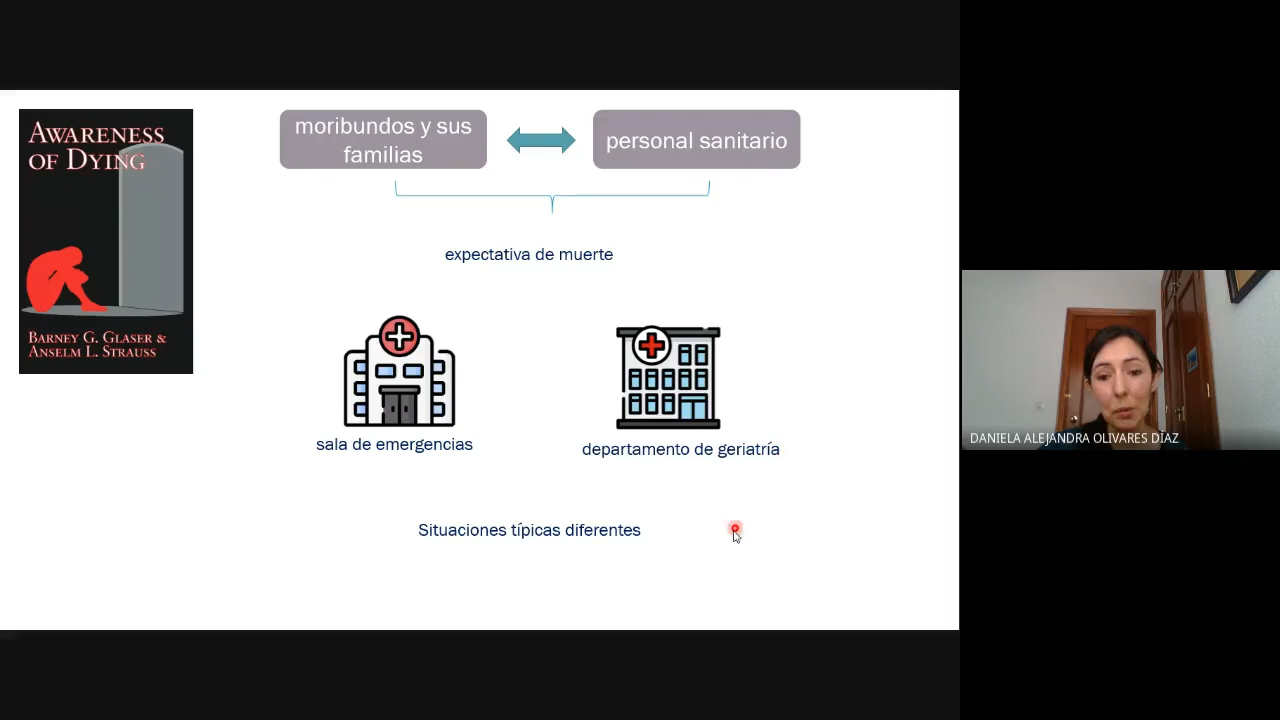 AWARENESS
OF DYING
BARNEY G. GLASER &
ANSELM L. STRAUSS
moribundos y sus
familias
personal sanitario
expectativa de muerte
sala de emergencias
departamento de geriatría
Situaciones típicas diferentes
DANIELA ALEJANDRA OLIVARES DÍAZ